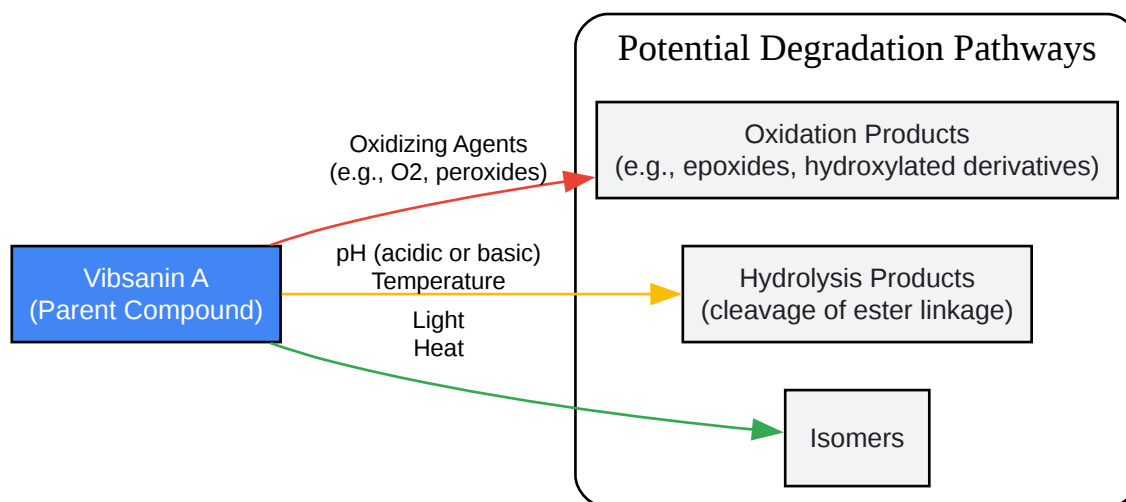 Potential Degradation Pathways
Oxidizing Agents
(e.g., O2, peroxides)
Oxidation Products
(e.g., epoxides, hydroxylated derivatives)
Vibsanin A
(Parent Compound)
pH (acidic or basic)
Temperature
Hydrolysis Products
(cleavage of ester linkage)
Light
Heat
Isomers